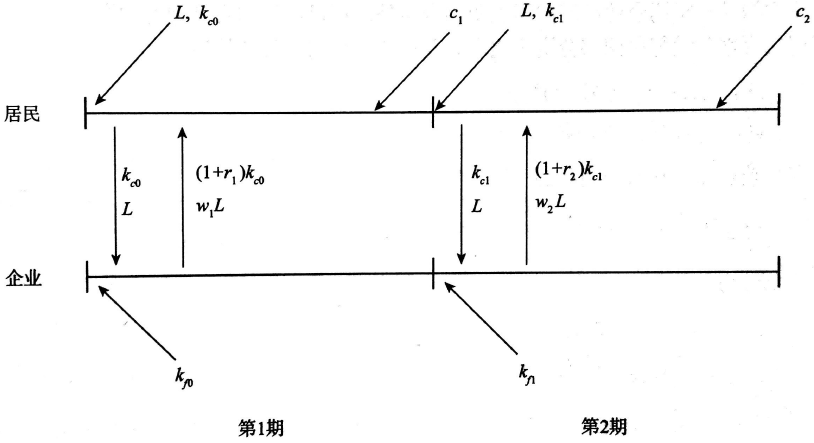 L, k_{c0}
c_1
L, k_{c1}
c_2
居民
k_{c0}
L
(1+r_1)k_{c0}
w_1L
k_{c1}
L
(1+r_2)k_{c1}
w_2L
企业
k_{f0}
k_{f1}
第1期
第2期